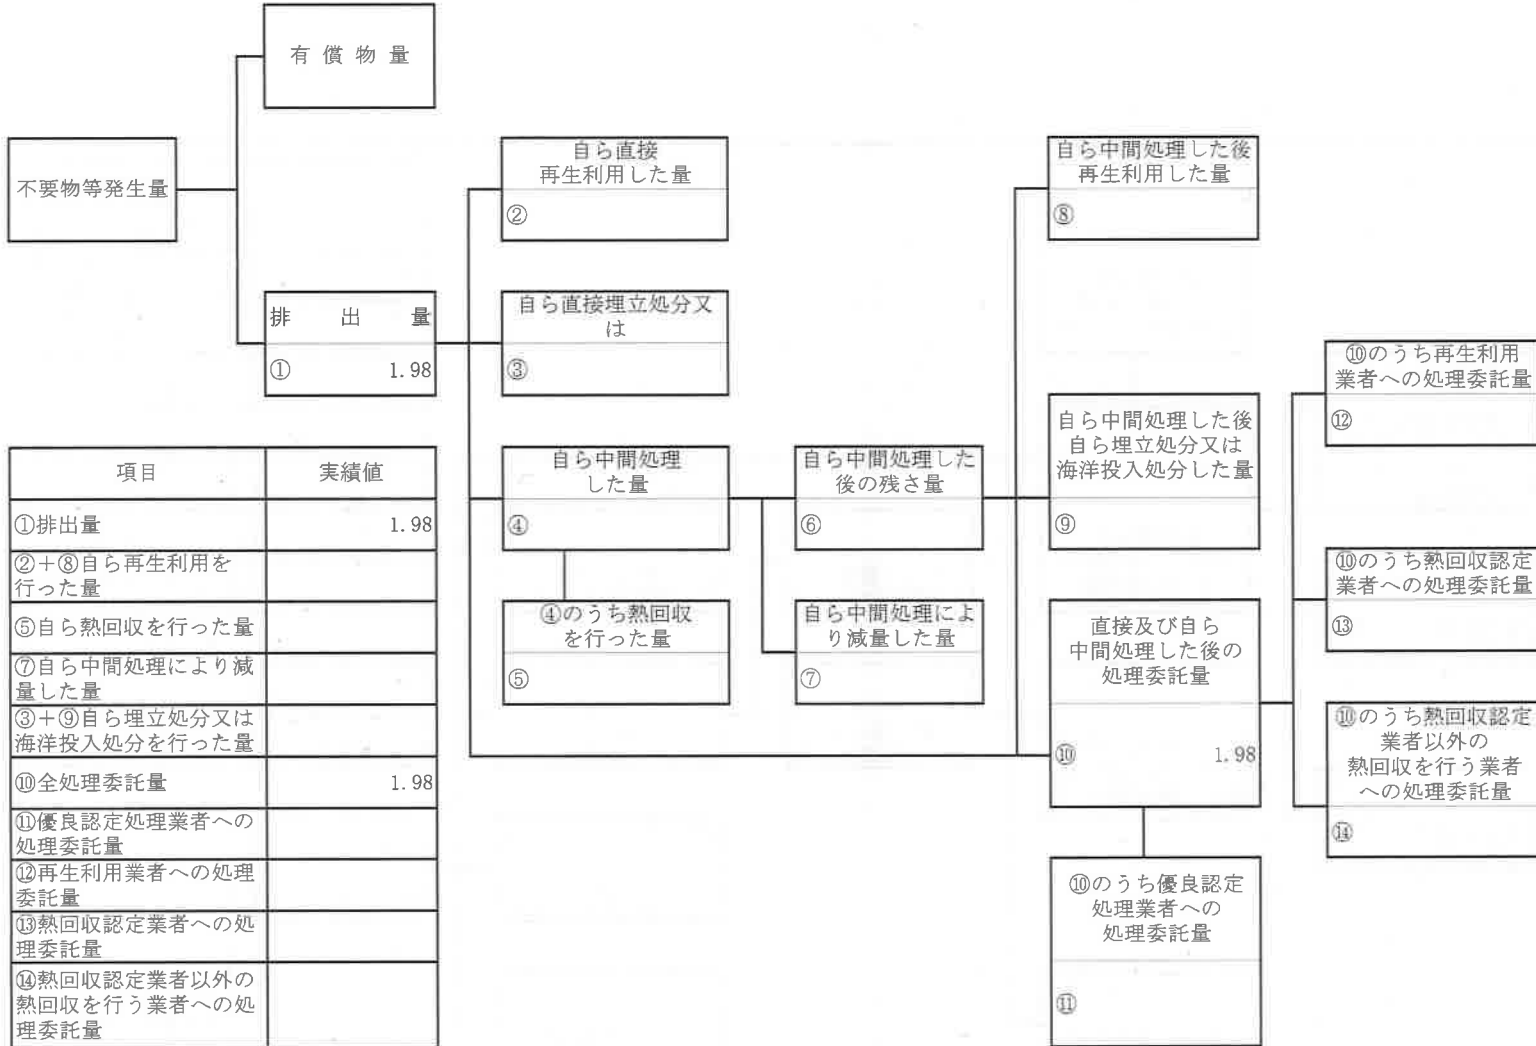 有償物量
不要物等発生量
排出量
① 1.98
自ら直接
再生利用した量
②
自ら直接埋立処分又
は
③
自ら中間処理
した量
④
④のうち熱回収
を行った量
⑤
自ら中間処理した
後の残さ量
⑥
自ら中間処理によ
り減量した量
⑦
自ら中間処理した後
再生利用した量
⑧
自ら中間処理した後
自ら埋立処分又は
海洋投入処分した量
⑨
直接及び自ら
中間処理した後の
処理委託量
⑩ 1.98
⑩のうち優良認定
処理業者への
処理委託量
⑪
⑩のうち再生利用
業者への処理委託量
⑫
⑩のうち熱回収認定
業者への処理委託量
⑬
⑩のうち熱回収認定
業者以外の
熱回収を行う業者
への処理委託量
⑭
項目 実績値
①排出量 1.98
②+⑧自ら再生利用を
行った量
⑤自ら熱回収を行った量
⑦自ら中間処理により減
量した量
③+⑨自ら埋立処分又は
海洋投入処分を行った量
⑩全処理委託量 1.98
⑪優良認定処理業者への
処理委託量
⑫再生利用業者への処理
委託量
⑬熱回収認定業者への処
理委託量
⑭熱回収認定業者以外の
熱回収を行う業者への処
理委託量